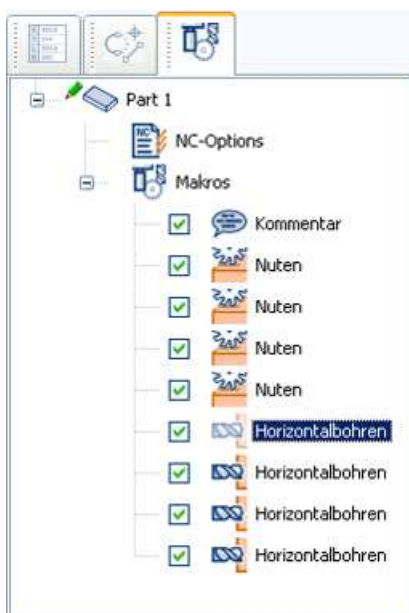 Part 1
NC-Options
Makros
Kommentar
Nuten
Nuten
Nuten
Nuten
Horizontalbohren
Horizontalbohren
Horizontalbohren
Horizontalbohren